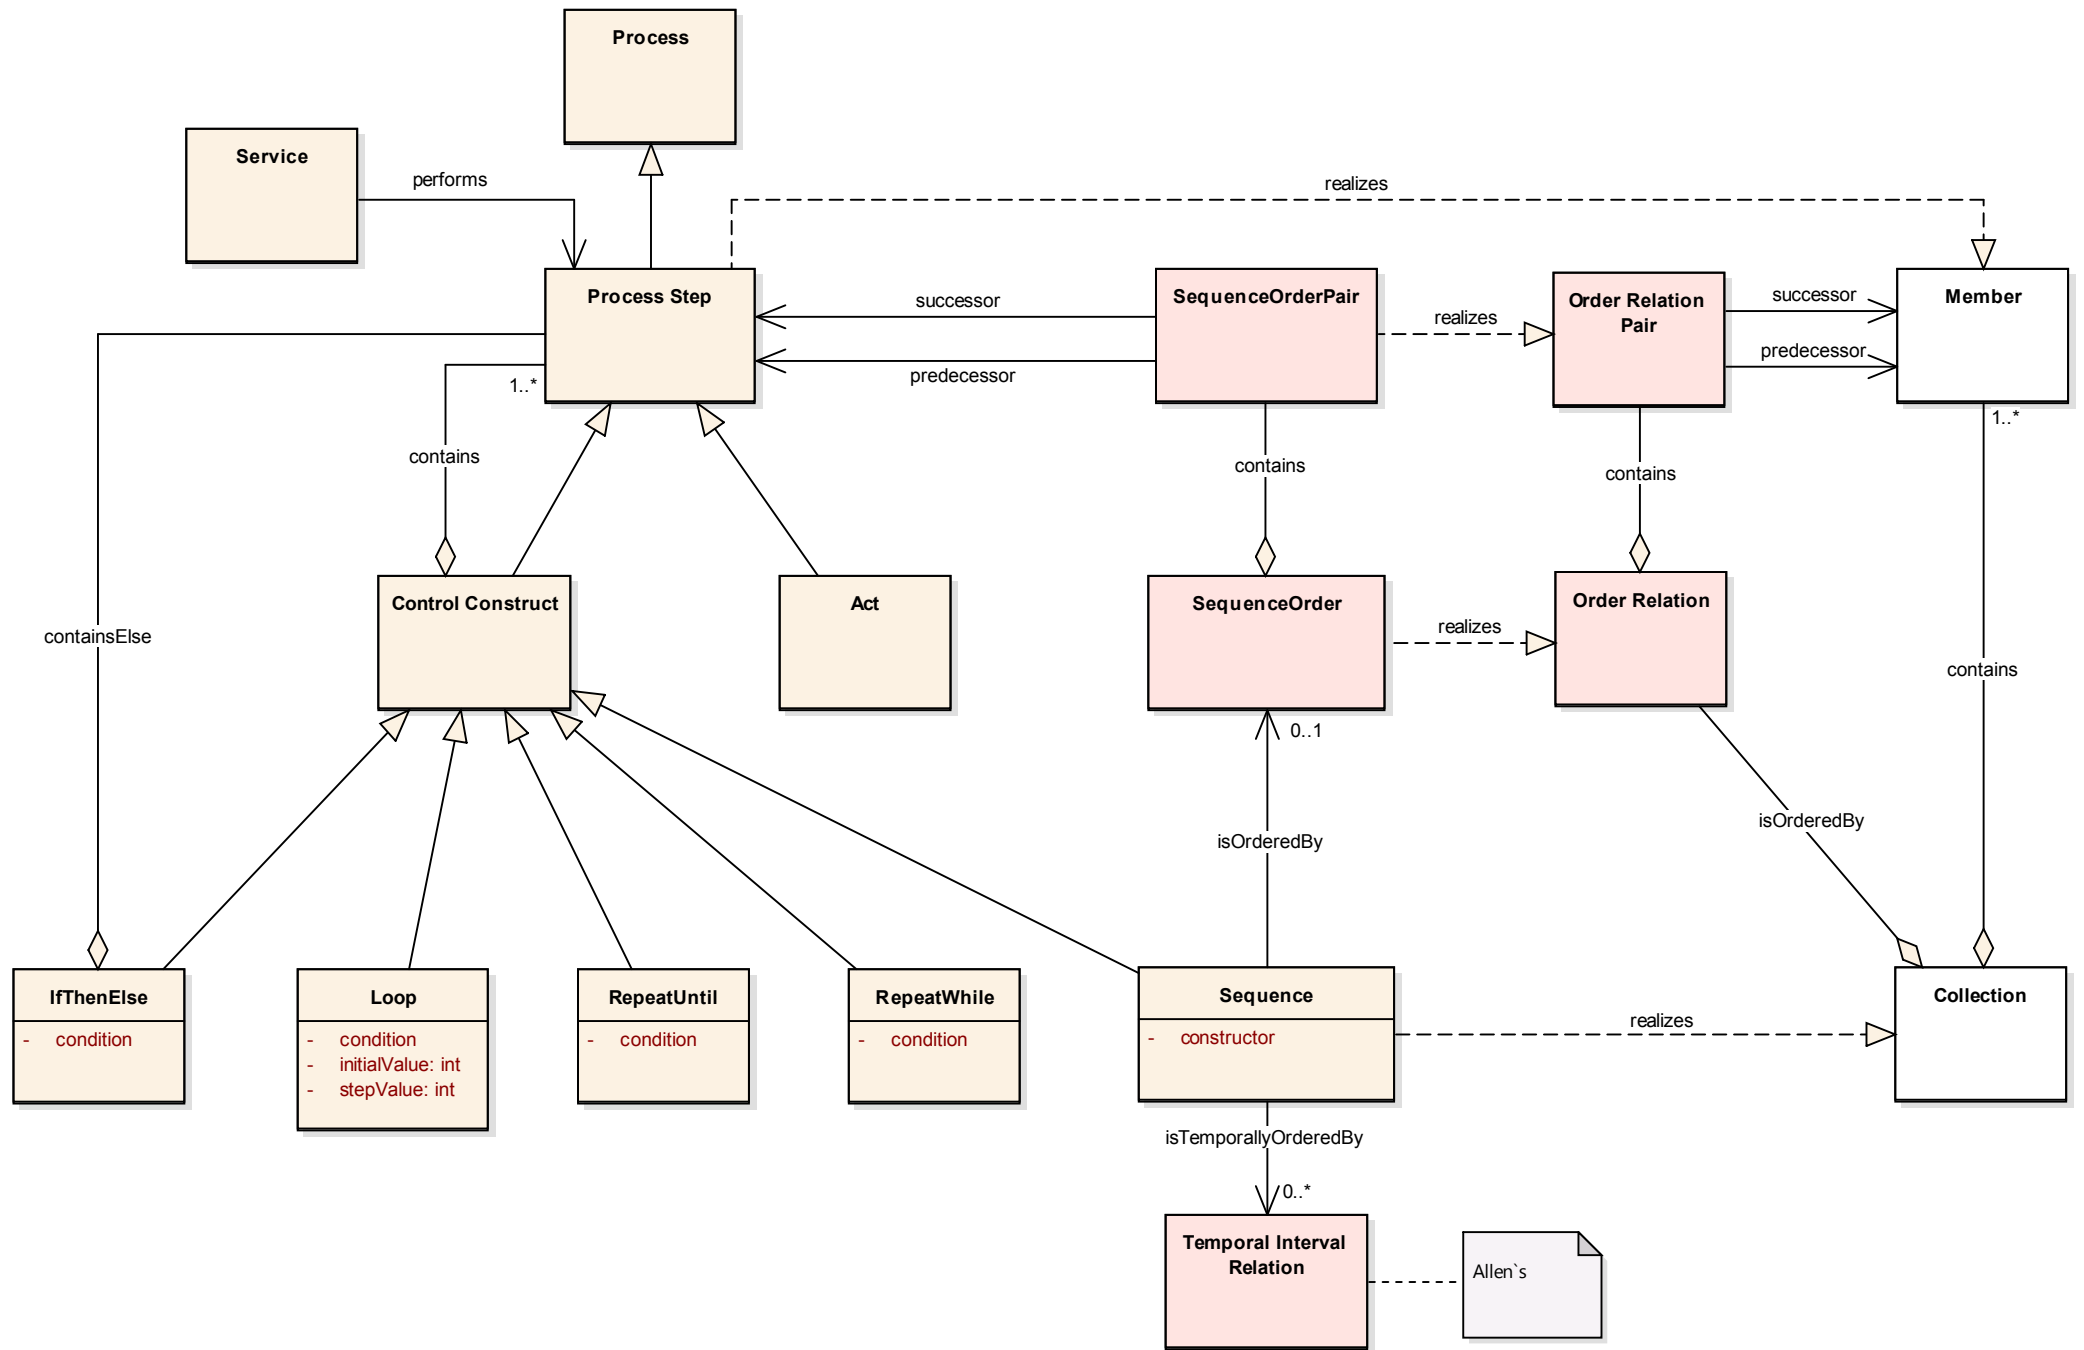 Process
Service
performs
realizes
Process Step
successor
predecessor
SequenceOrderPair
realizes
Order Relation
Pair
successor
predecessor
Member
1..*
1..*
contains
contains
contains
containsElse
Control Construct
Act
SequenceOrder
realizes
Order Relation
contains
0..1
isOrderedBy
isOrderedBy
IfThenElse
- condition
Loop
- condition
- initialValue: int
- stepValue: int
RepeatUntil
- condition
RepeatWhile
- condition
Sequence
- constructor
realizes
Collection
isTemporallyOrderedBy
0..*
Temporal Interval
Relation
Allen`s